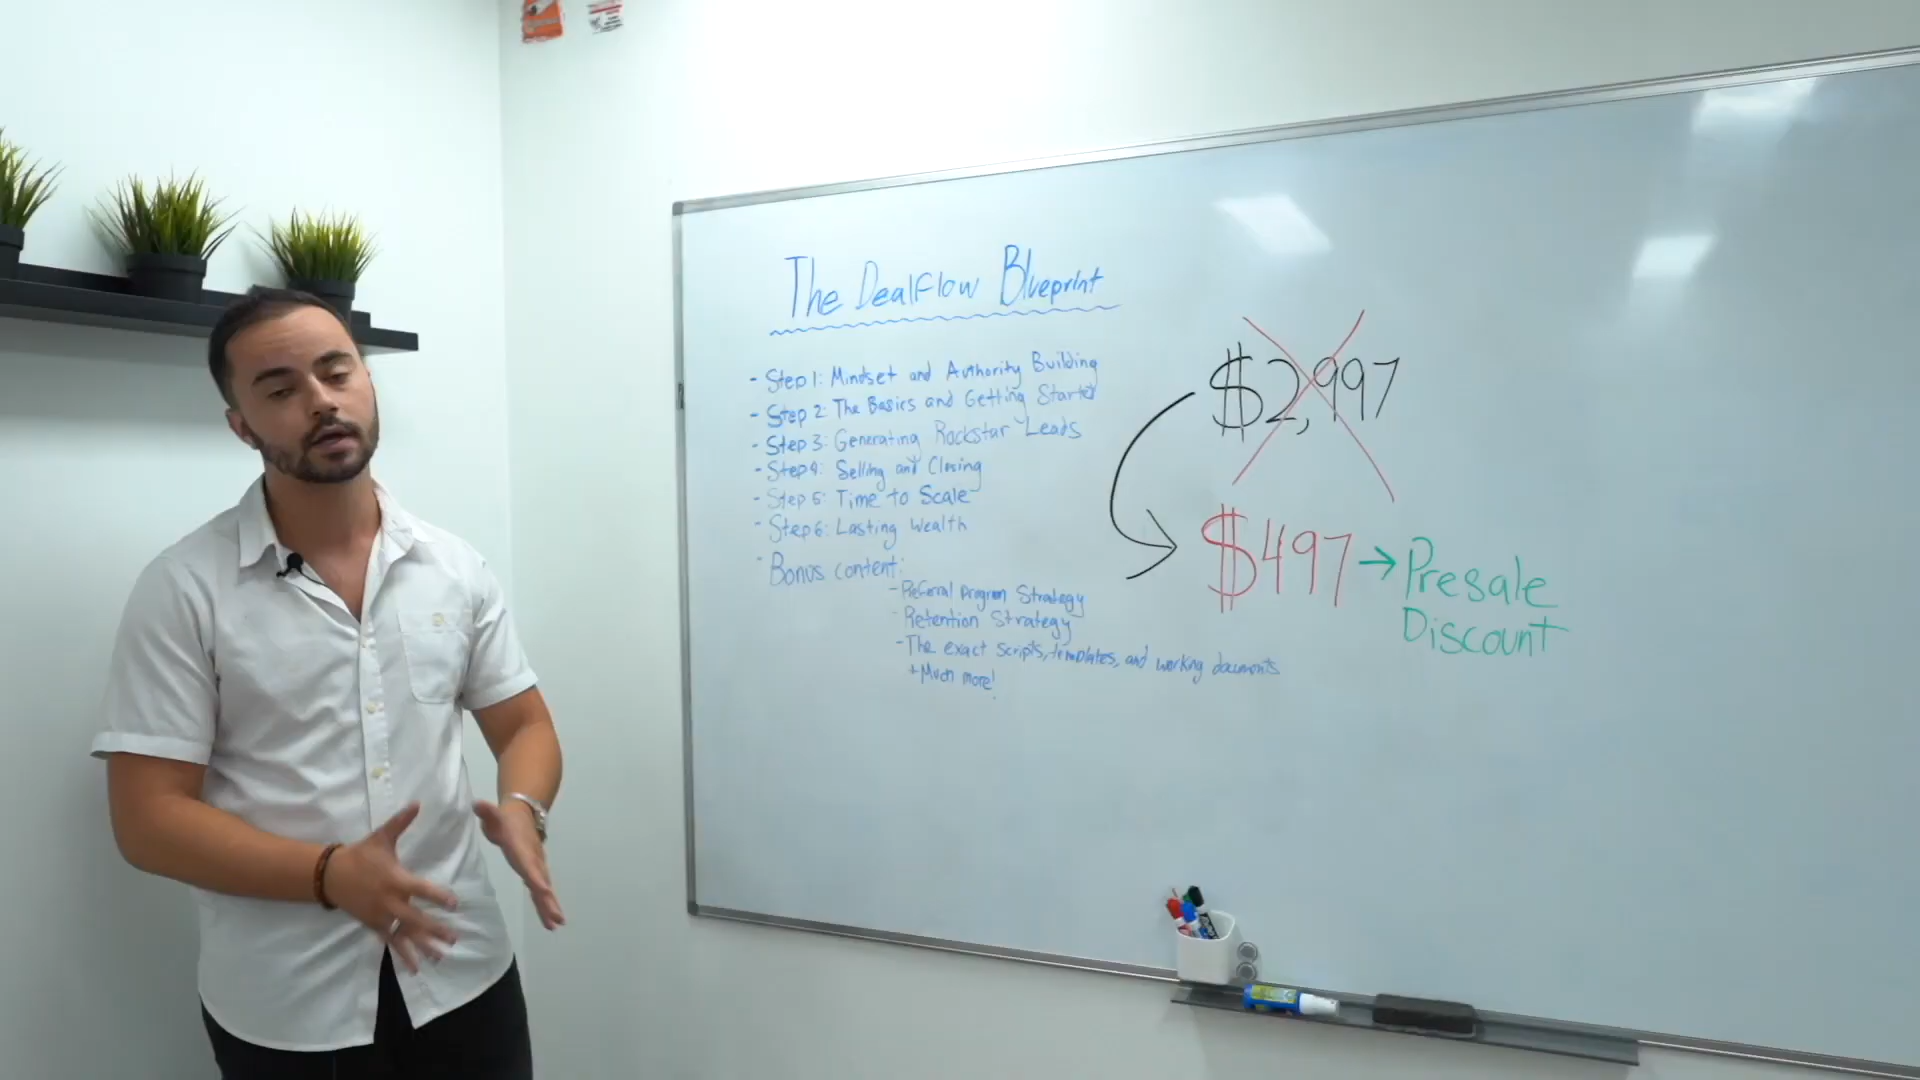 The DealFlow Blueprint
- Step 1: Mindset and Authority Building
- Step 2: The Basics and Getting Started
- Step 3: Generating Rockstar Leads
- Step 4: Selling and Closing
- Step 5: Time to Scale
- Step 6: Lasting Wealth
- Bonus content:
- Referral program Strategy
- Retention Strategy
- The exact scripts, templates, and working documents
+ Much more!
$2,997
$497 → Presale
Discount